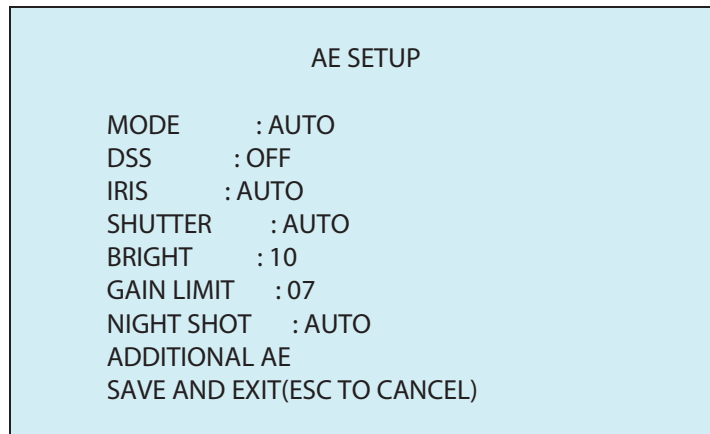 AE SETUP
MODE : AUTO
DSS : OFF
IRIS : AUTO
SHUTTER : AUTO
BRIGHT : 10
GAIN LIMIT : 07
NIGHT SHOT : AUTO
ADDITIONAL AE
SAVE AND EXIT(ESC TO CANCEL)